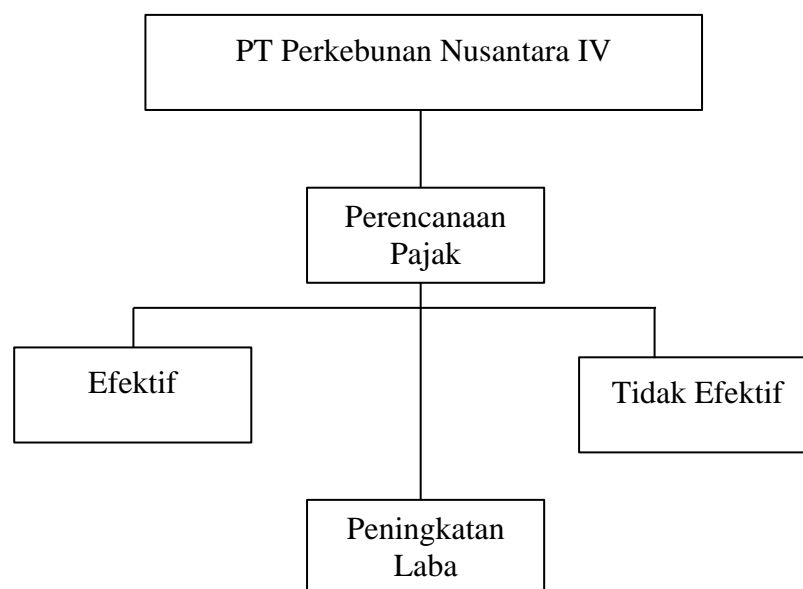 PT Perkebunan Nusantara IV
Perencanaan
Pajak
Efektif
Tidak Efektif
Peningkatan
Laba